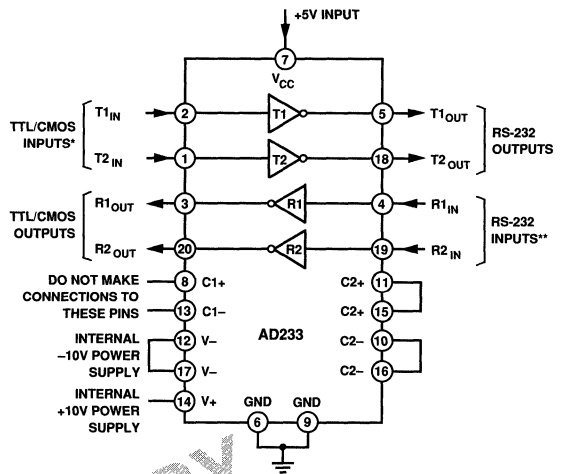 +5V INPUT
7
VCC
TTL/CMOS
INPUTS*
T1IN
2
T1
5
T1OUT
RS-232
OUTPUTS
T2IN
1
T2
18
T2OUT
TTL/CMOS
OUTPUTS
R1OUT
3
R1
4
R1IN
RS-232
INPUTS**
R2OUT
20
R2
19
R2IN
DO NOT MAKE
CONNECTIONS TO
THESE PINS
8 C1+
13 C1–
C2+ 11
C2+ 15
INTERNAL
–10V POWER
SUPPLY
12 V–
17 V–
AD233
C2– 10
C2– 16
INTERNAL
+10V POWER
SUPPLY
14 V+
GND
6
GND
9